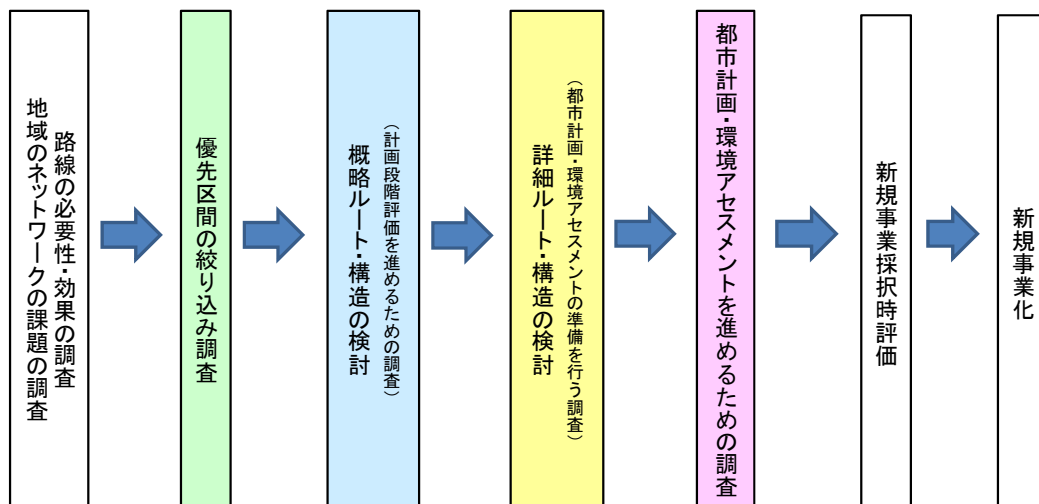 路線の必要性・効果の調査
地域のネットワークの課題の調査
優先区間の絞り込み調査
（計画段階評価を進めるための調査）
概略ルート・構造の検討
（都市計画・環境アセスメントの準備を行う調査）
詳細ルート・構造の検討
都市計画・環境アセスメントを進めるための調査
新規事業採択時評価
新規事業化